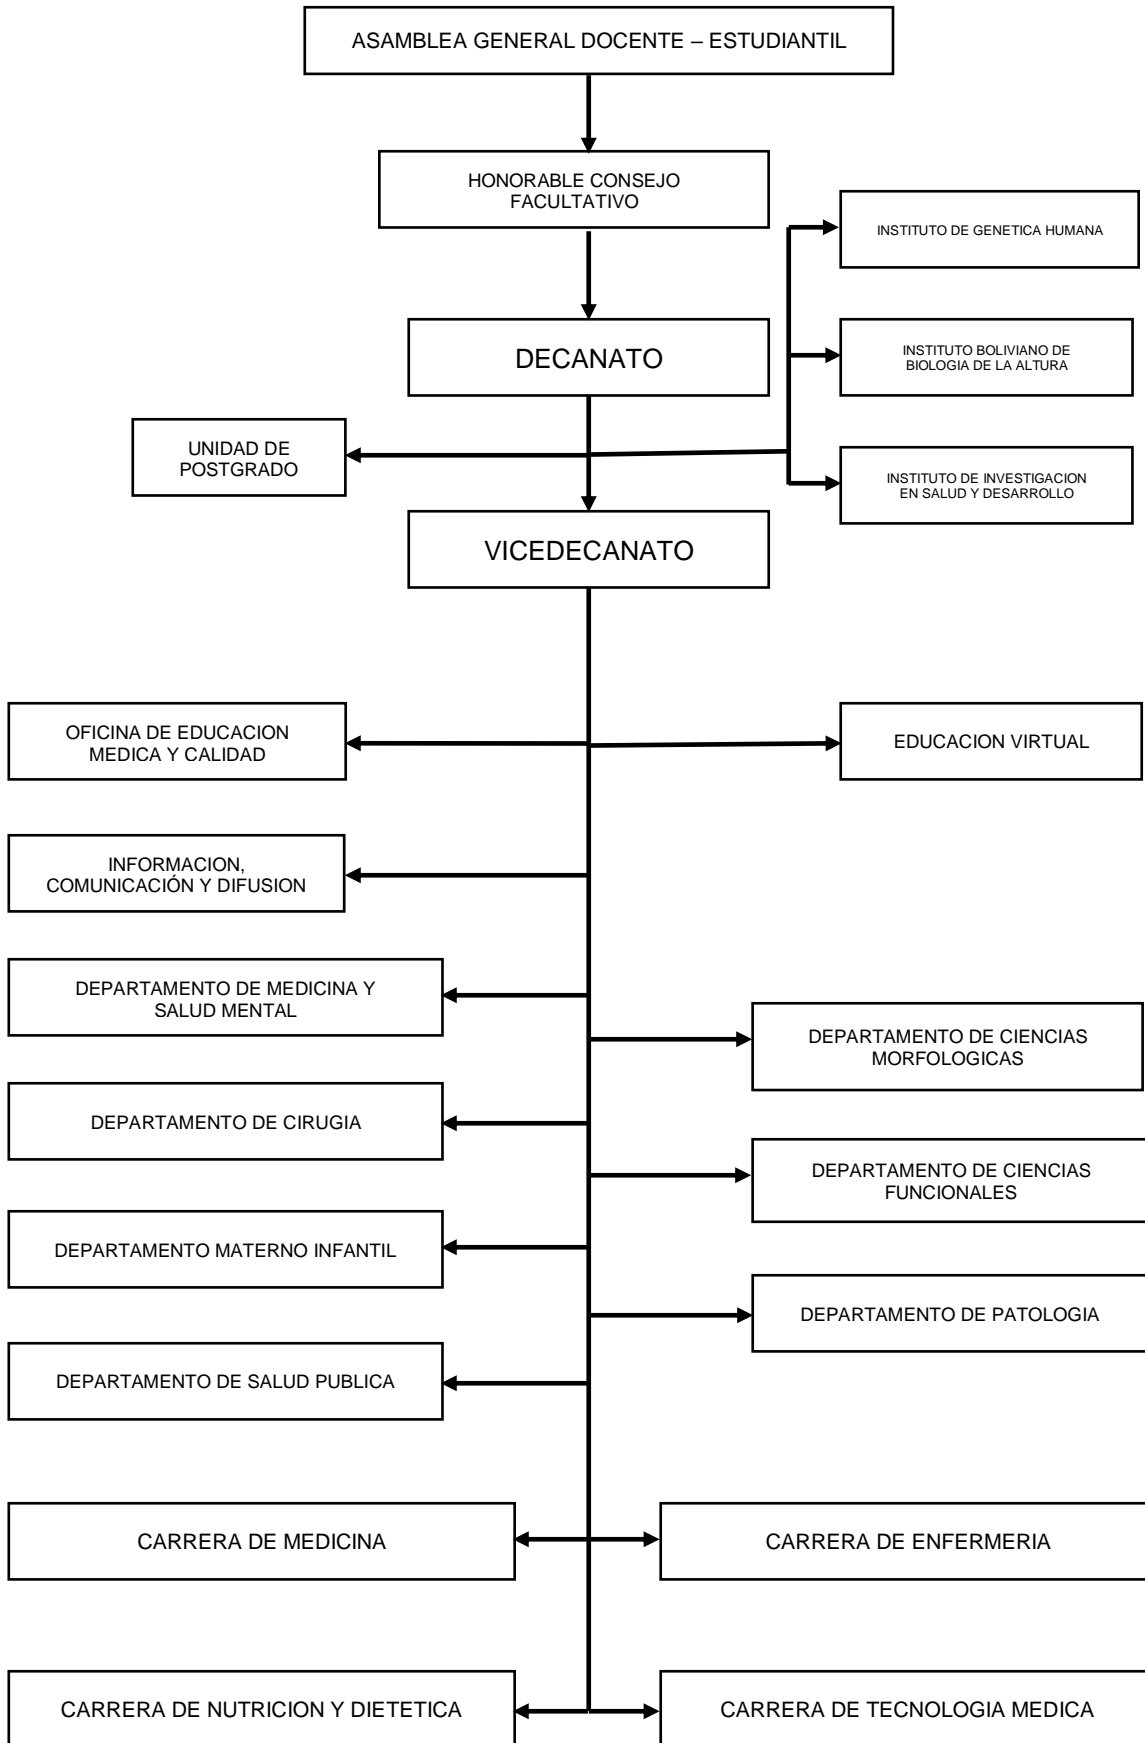 ASAMBLEA GENERAL DOCENTE – ESTUDIANTIL
HONORABLE CONSEJO
FACULTATIVO
INSTITUTO DE GENETICA HUMANA
DECANATO
INSTITUTO BOLIVIANO DE
BIOLOGIA DE LA ALTURA
UNIDAD DE
POSTGRADO
INSTITUTO DE INVESTIGACION
EN SALUD Y DESARROLLO
VICEDECANATO
OFICINA DE EDUCACION
MEDICA Y CALIDAD
EDUCACION VIRTUAL
INFORMACION,
COMUNICACIÓN Y DIFUSION
DEPARTAMENTO DE MEDICINA Y
SALUD MENTAL
DEPARTAMENTO DE CIENCIAS
MORFOLOGICAS
DEPARTAMENTO DE CIRUGIA
DEPARTAMENTO DE CIENCIAS
FUNCIONALES
DEPARTAMENTO MATERNO INFANTIL
DEPARTAMENTO DE PATOLOGIA
DEPARTAMENTO DE SALUD PUBLICA
CARRERA DE MEDICINA
CARRERA DE ENFERMERIA
CARRERA DE NUTRICION Y DIETETICA
CARRERA DE TECNOLOGIA MEDICA